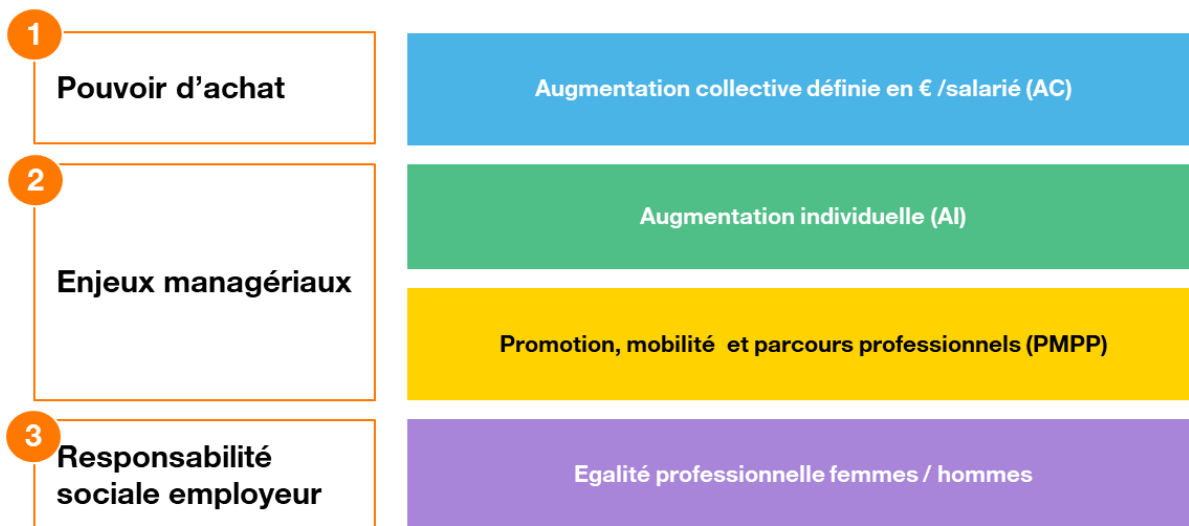 1
Pouvoir d'achat
Augmentation collective définie en € /salarié (AC)
2
Enjeux managériaux
Augmentation individuelle (AI)
Promotion, mobilité et parcours professionnels (PMPP)
3
Responsabilité
sociale employeur
Egalité professionnelle femmes / hommes